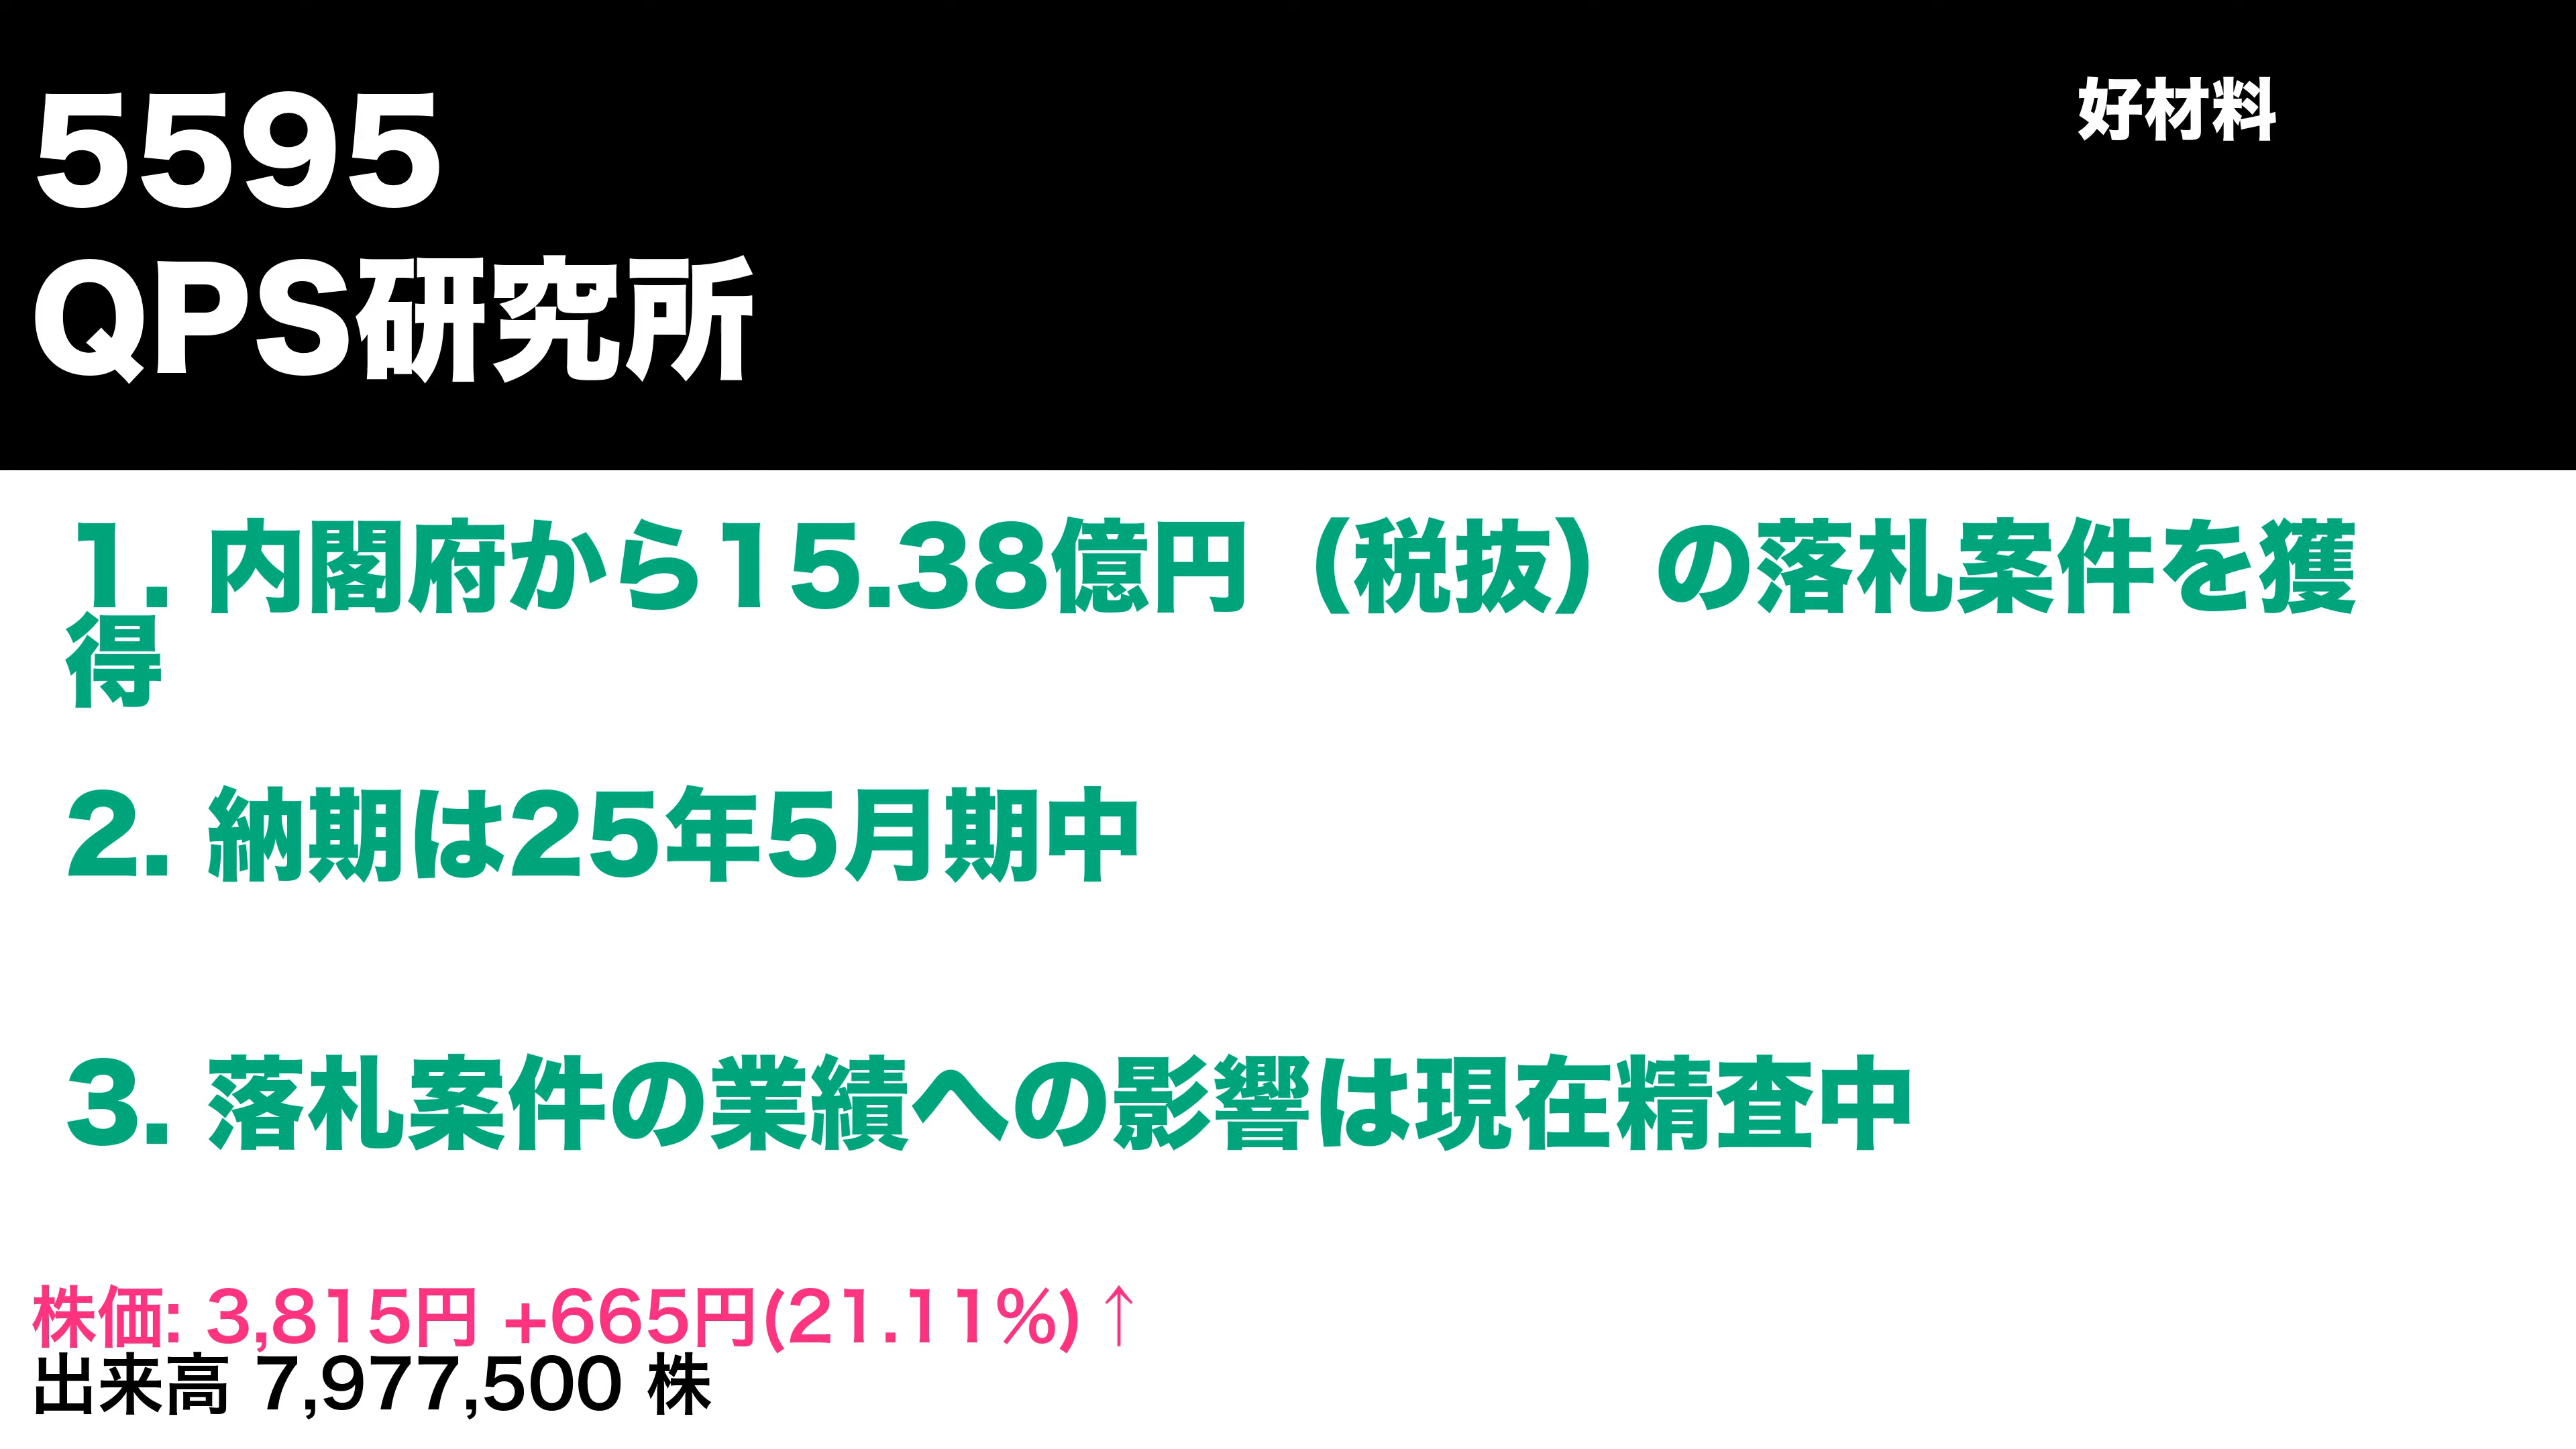 5595
好材料
QPS研究所
1. 内閣府から15.38億円（税抜）の落札案件を獲
得
2. 納期は25年5月期中
3. 落札案件の業績への影響は現在精査中
株価: 3,815円 +665円(21.11%)↑
出来高 7,977,500 株